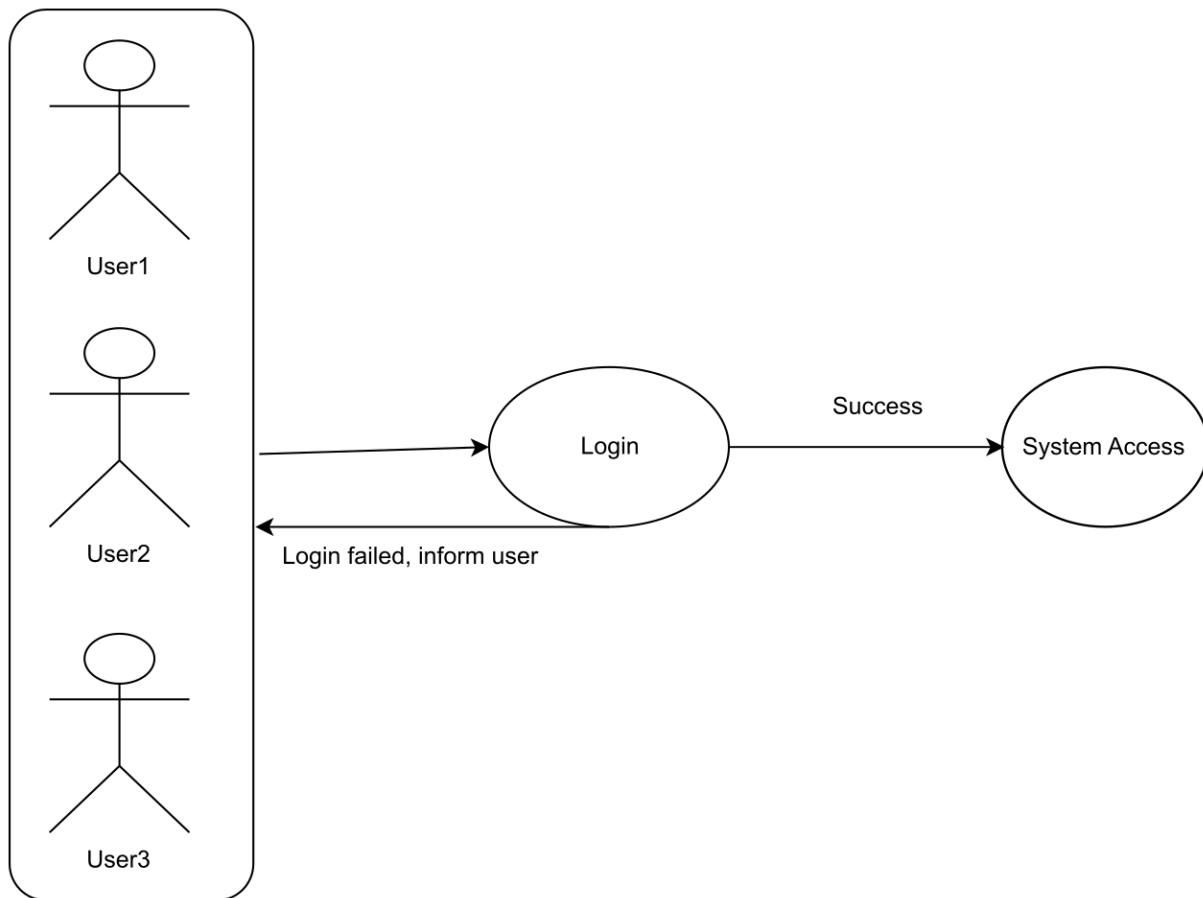 User1
User2
User3
Login
Success
System Access
Login failed, inform user